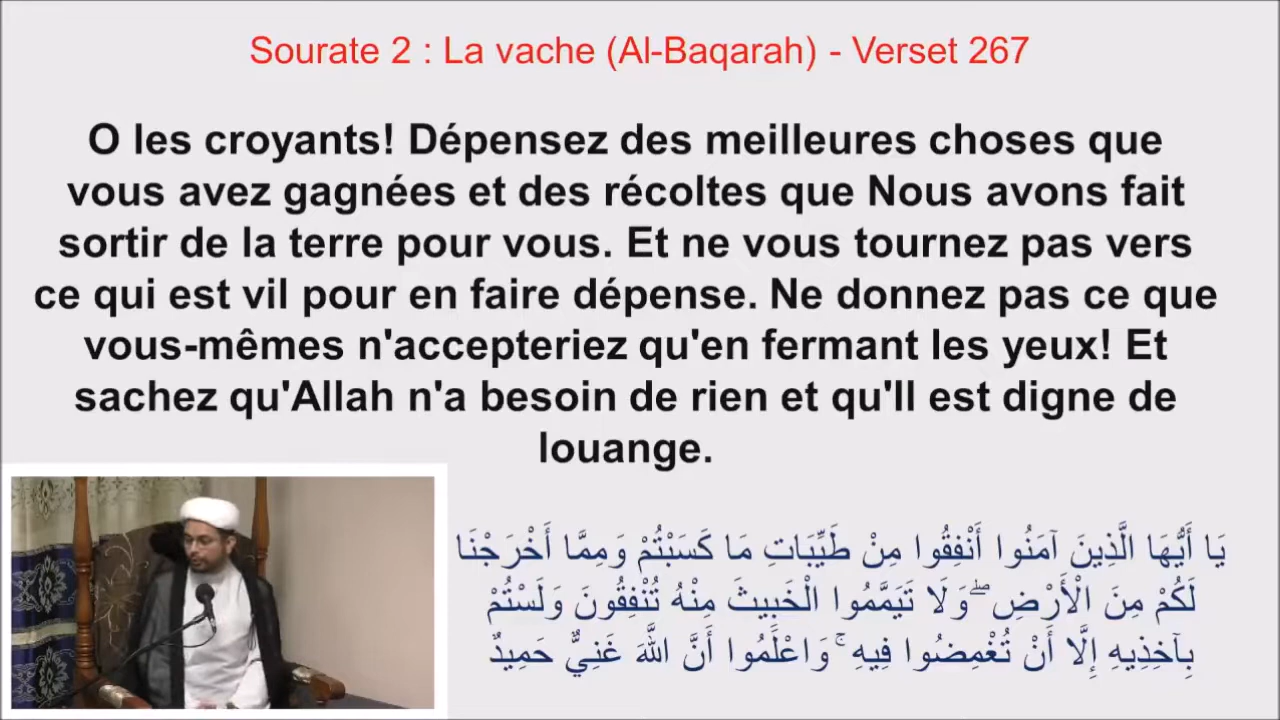 Sourate 2 : La vache (Al-Baqarah) - Verset 267
O les croyants! Dépensez des meilleures choses que
vous avez gagnées et des récoltes que Nous avons fait
sortir de la terre pour vous. Et ne vous tournez pas vers
ce qui est vil pour en faire dépense. Ne donnez pas ce que
vous-mêmes n'accepteriez qu'en fermant les yeux! Et
sachez qu'Allah n'a besoin de rien et qu'Il est digne de
louange.
يَا أَيُّهَا الَّذِينَ آمَنُوا أَنْفِقُوا مِنْ طَيِّبَاتِ مَا كَسَبْتُمْ وَمِمَّا أَخْرَجْنَا
لَكُمْ مِنَ الْأَرْضِ ۖ وَلَا تَيَمَّمُوا الْخَبِيثَ مِنْهُ تُنْفِقُونَ وَلَسْتُمْ
بِآخِذِيهِ إِلَّا أَنْ تُغْمِضُوا فِيهِ ۚ وَاعْلَمُوا أَنَّ اللَّهَ غَنِيٌّ حَمِيدٌ